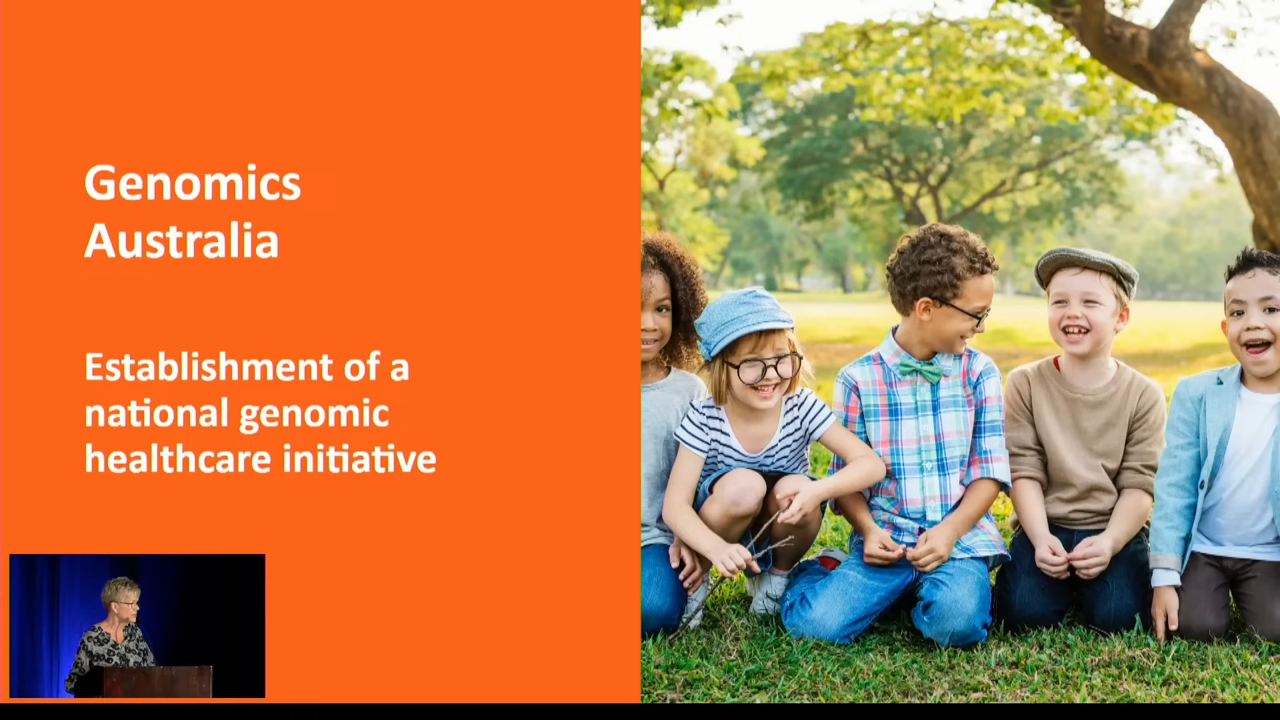 Genomics
Australia
Establishment of a
national genomic
healthcare initiative